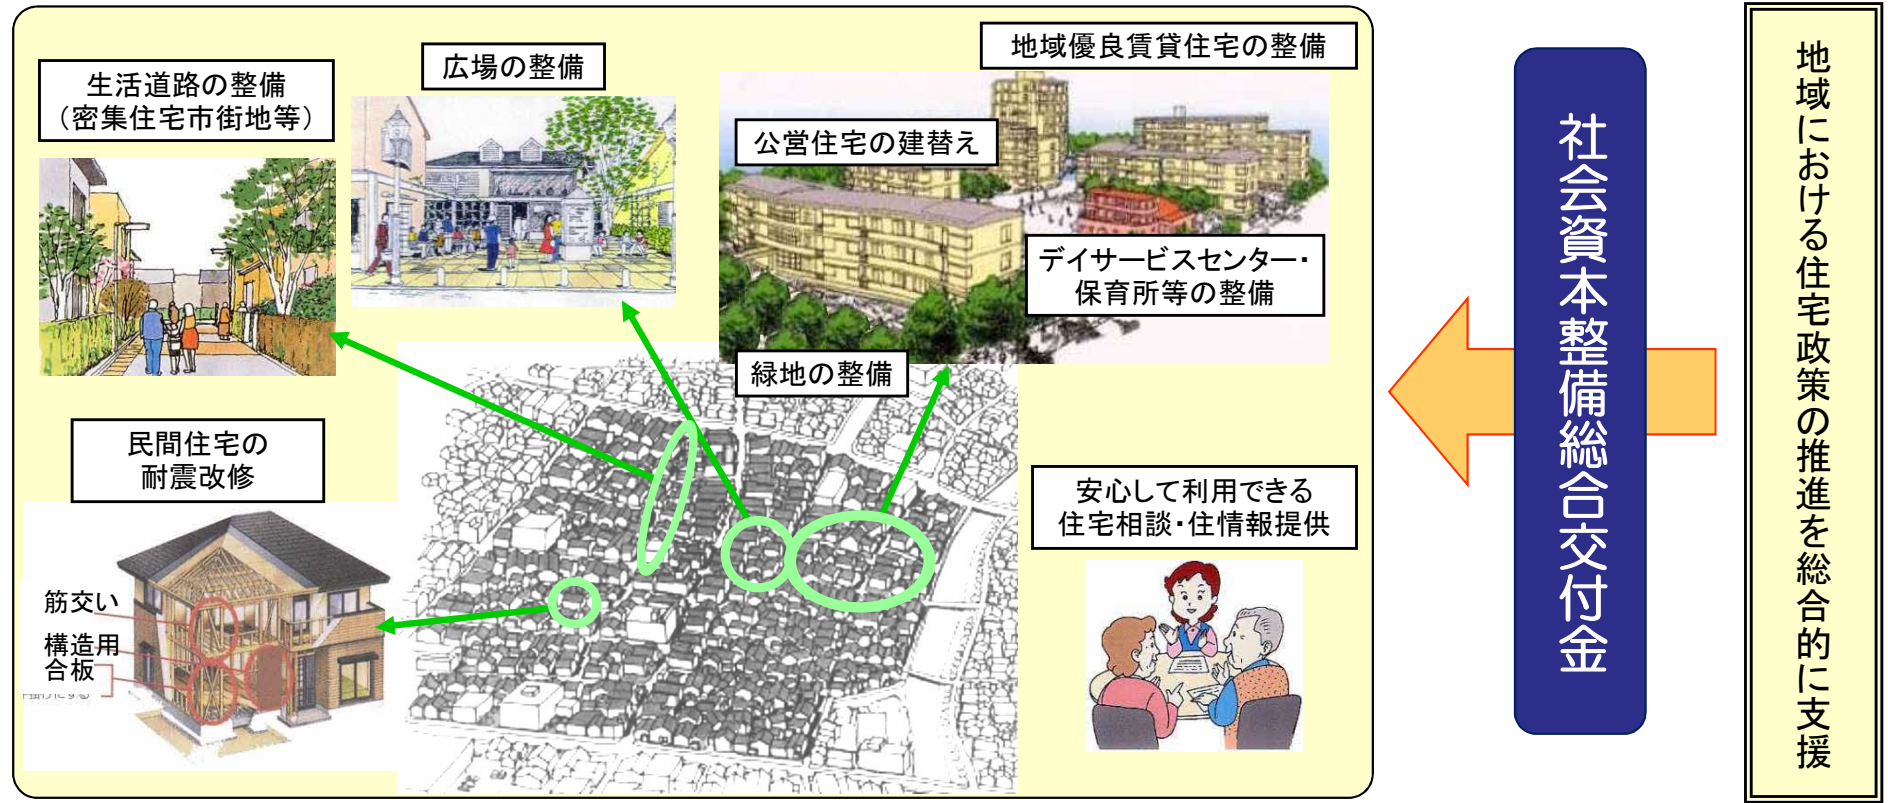 生活道路の整備
（密集住宅市街地等）
広場の整備
地域優良賃貸住宅の整備
公営住宅の建替え
デイサービスセンター・
保育所等の整備
緑地の整備
民間住宅の
耐震改修
筋交い
構造用
合板
安心して利用できる
住宅相談・住情報提供
社会資本整備総合交付金
地域における住宅政策の推進を総合的に支援